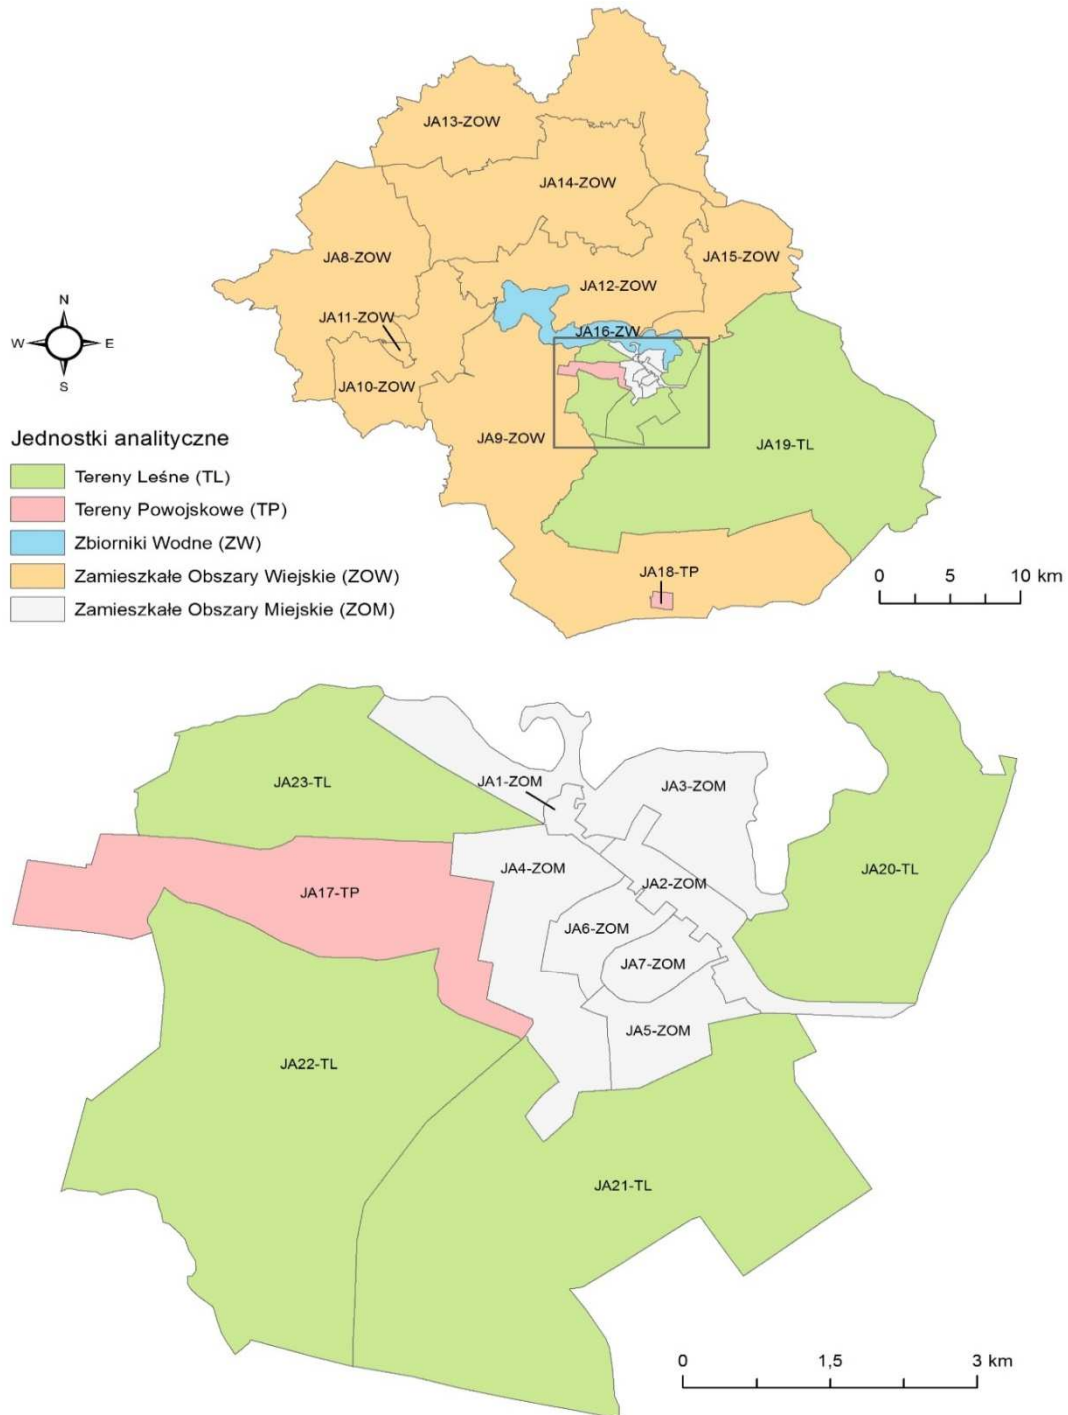 JA13-ZOW
JA14-ZOW
JA8-ZOW
JA15-ZOW
JA12-ZOW
JA11-ZOW
JA16-ZW
JA10-ZOW
JA9-ZOW
JA19-TL
JA18-TP
N
W E
S
Jednostki analityczne
Tereny Leśne (TL)
Tereny Powojskowe (TP)
Zbiorniki Wodne (ZW)
Zamieszkałe Obszary Wiejskie (ZOW)
Zamieszkałe Obszary Miejskie (ZOM)
0 5 10 km
JA23-TL
JA1-ZOM
JA3-ZOM
JA4-ZOM
JA20-TL
JA2-ZOM
JA17-TP
JA6-ZOM
JA7-ZOM
JA5-ZOM
JA22-TL
JA21-TL
0 1,5 3 km